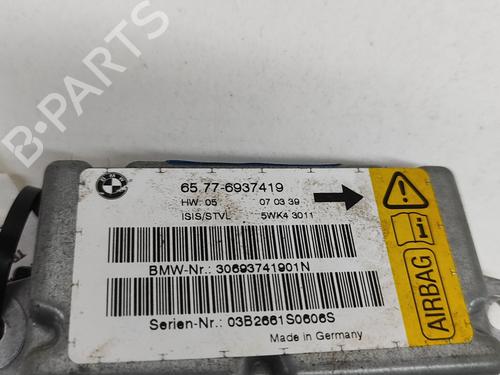 B-PARTS
BMW
65.77-6937419
HW: 05 07 03 39
ISIS/STVL 5WK4 3011
BMW-Nr.: 30693741901N
Serien-Nr.: 03B2661S0606S
Made in Germany
AIRBAG